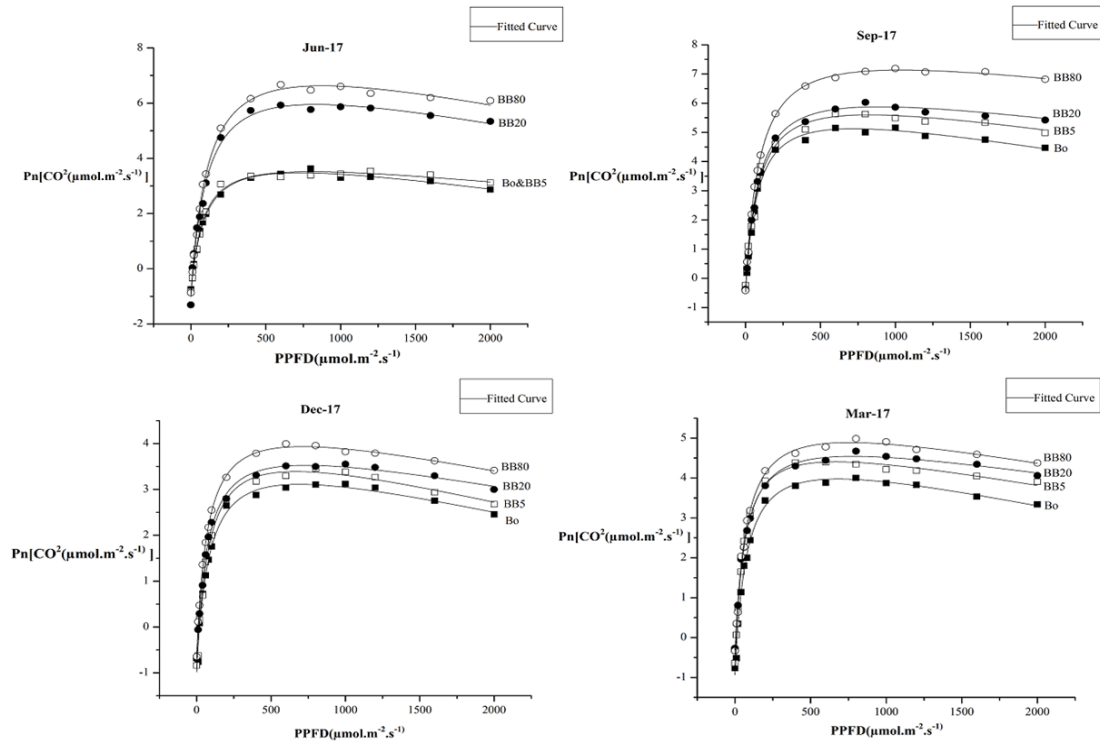 Fitted Curve
Jun-17
8
6
4
2
0
-2
Pn[CO²(µmol.m⁻².s⁻¹) ]
BB80
BB20
Bo&BB5
0
500
1000
1500
2000
PPFD(µmol.m⁻².s⁻¹)
Fitted Curve
Sep-17
8
7
6
5
4
3
2
1
0
-1
Pn[CO²(µmol.m⁻².s⁻¹) ]
BB80
BB20
BB5
Bo
0
500
1000
1500
2000
PPFD(µmol.m⁻².s⁻¹)
Fitted Curve
Dec-17
4
3
2
1
0
-1
Pn[CO²(µmol.m⁻².s⁻¹) ]
BB80
BB20
BB5
Bo
0
500
1000
1500
2000
PPFD(µmol.m⁻².s⁻¹)
Fitted Curve
Mar-17
5
4
3
2
1
0
-1
Pn[CO²(µmol.m⁻².s⁻¹) ]
BB80
BB20
BB5
Bo
0
500
1000
1500
2000
PPFD(µmol.m⁻².s⁻¹)